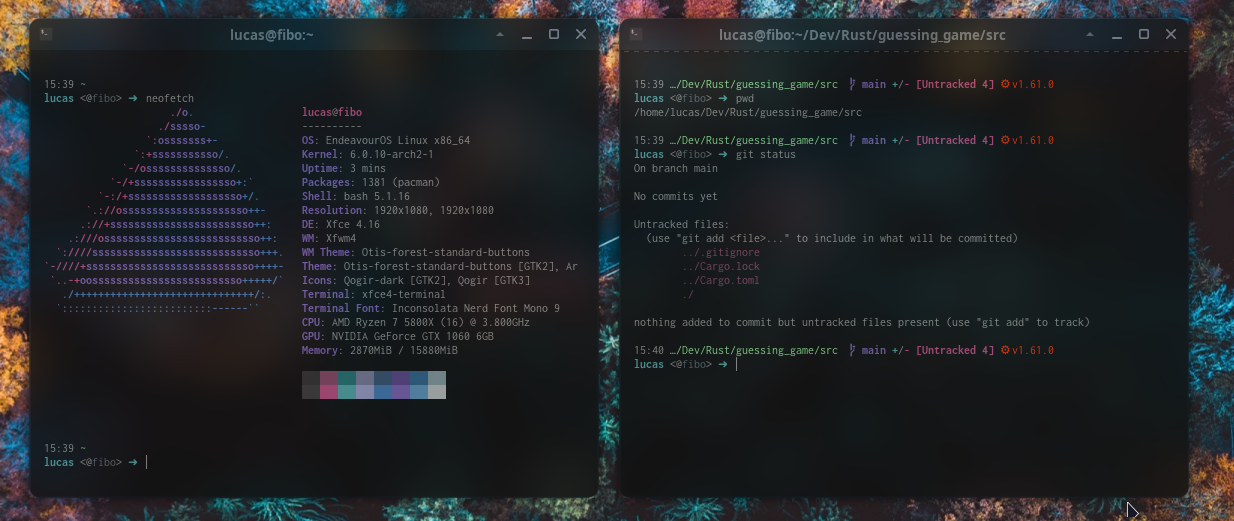 lucas@fibo:~
15:39 ~
lucas <@fibo> ➜ neofetch
./o.
./sssso-
`:osssssss+-
`:+sssssssssso/.
`-/ossssssssssssso/.
`-/+sssssssssssssssso+:`
`-:/+sssssssssssssssssso+/.
`.://osssssssssssssssssssso++-
.://+ssssssssssssssssssssssso++:
.:///ossssssssssssssssssssssssso++:
`:////ssssssssssssssssssssssssssso+++.
`-////+ssssssssssssssssssssssssssso++++-
`..-+oosssssssssssssssssssssssso+++++/`
./++++++++++++++++++++++++++++++/:.
`:::::::::::::::::::::::::------``
lucas@fibo
----------
OS: EndeavourOS Linux x86_64
Kernel: 6.0.10-arch2-1
Uptime: 3 mins
Packages: 1381 (pacman)
Shell: bash 5.1.16
Resolution: 1920x1080, 1920x1080
DE: Xfce 4.16
WM: Xfwm4
WM Theme: Otis-forest-standard-buttons
Theme: Otis-forest-standard-buttons [GTK2], Ar
Icons: Qogir-dark [GTK2], Qogir [GTK3]
Terminal: xfce4-terminal
Terminal Font: Inconsolata Nerd Font Mono 9
CPU: AMD Ryzen 7 5800X (16) @ 3.800GHz
GPU: NVIDIA GeForce GTX 1060 6GB
Memory: 2870MiB / 15880MiB
15:39 ~
lucas <@fibo> ➜
lucas@fibo:~/Dev/Rust/guessing_game/src
15:39 …/Dev/Rust/guessing_game/src main +/- [Untracked 4] ⚙v1.61.0
lucas <@fibo> ➜ pwd
/home/lucas/Dev/Rust/guessing_game/src
15:39 …/Dev/Rust/guessing_game/src main +/- [Untracked 4] ⚙v1.61.0
lucas <@fibo> ➜ git status
On branch main
No commits yet
Untracked files:
(use "git add <file>..." to include in what will be committed)
../.gitignore
../Cargo.lock
../Cargo.toml
./
nothing added to commit but untracked files present (use "git add" to track)
15:40 …/Dev/Rust/guessing_game/src main +/- [Untracked 4] ⚙v1.61.0
lucas <@fibo> ➜